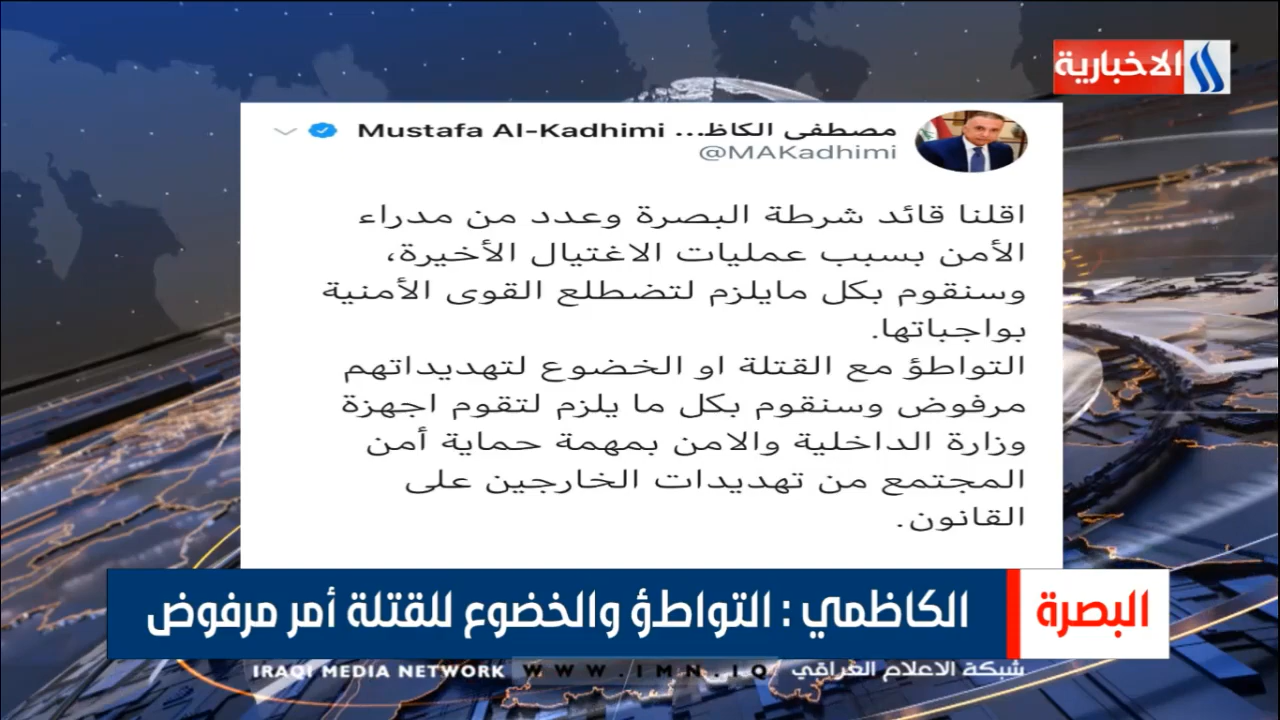 الاخبارية
مصطفى الكاظ... Mustafa Al-Kadhimi
@MAKadhimi
اقلنا قائد شرطة البصرة وعدد من مدراء
الأمن بسبب عمليات الاغتيال الأخيرة،
وسنقوم بكل مايلزم لتضطلع القوى الأمنية
بواجباتها.
التواطؤ مع القتلة او الخضوع لتهديداتهم
مرفوض وسنقوم بكل ما يلزم لتقوم اجهزة
وزارة الداخلية والامن بمهمة حماية أمن
المجتمع من تهديدات الخارجين على
القانون.
البصرة
الكاظمي : التواطؤ والخضوع للقتلة أمر مرفوض
شبكة الاعلام العراقي WWW.IMN.IQ IRAQI MEDIA NETWORK